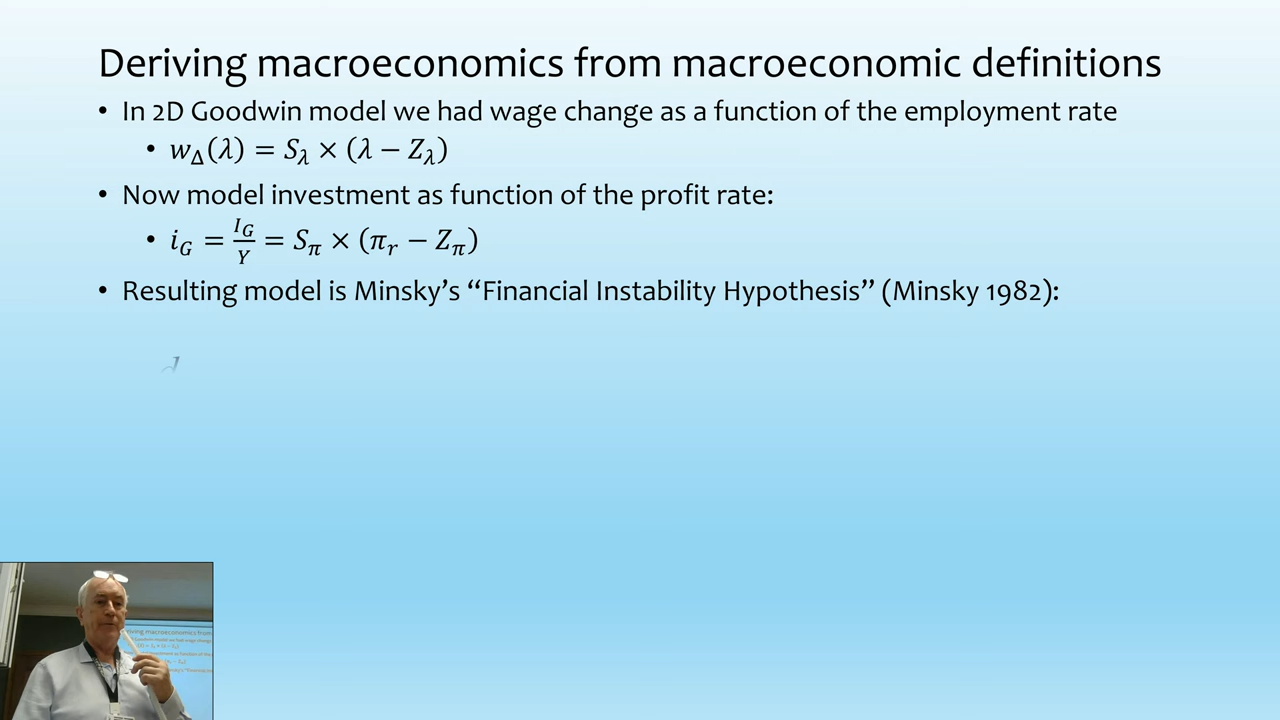 Deriving macroeconomics from macroeconomic definitions
• In 2D Goodwin model we had wage change as a function of the employment rate
• w_Δ(λ) = S_λ × (λ − Z_λ)
• Now model investment as function of the profit rate:
• i_G = I_G/Y = S_π × (π_r − Z_π)
• Resulting model is Minsky’s “Financial Instability Hypothesis” (Minsky 1982):